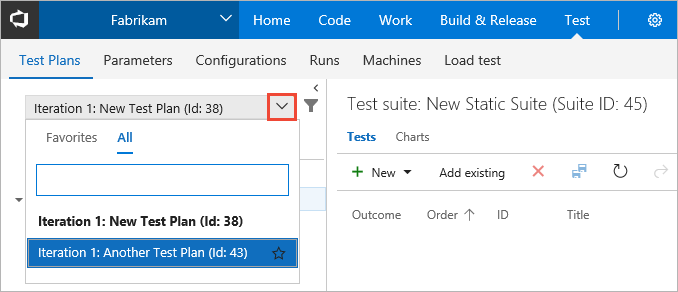 Fabrikam Home Code Work Build & Release Test
Test Plans Parameters Configurations Runs Machines Load test
Iteration 1: New Test Plan (Id: 38)
Favorites All
Iteration 1: New Test Plan (Id: 38)
Iteration 1: Another Test Plan (Id: 43)
Test suite: New Static Suite (Suite ID: 45)
Tests Charts
New Add existing
Outcome Order ID Title